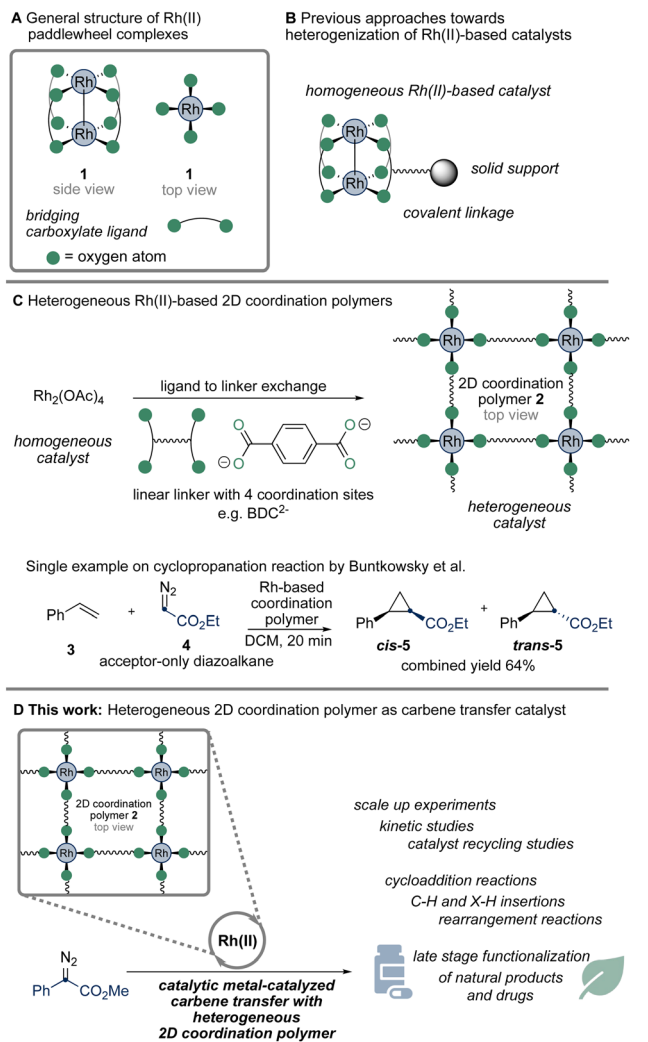 A General structure of Rh(II)
paddlewheel complexes
Rh
Rh
1
side view
Rh
1
top view
bridging
carboxylate ligand
= oxygen atom
B Previous approaches towards
heterogenization of Rh(II)-based catalysts
homogeneous Rh(II)-based catalyst
Rh
Rh
solid support
covalent linkage
C Heterogeneous Rh(II)-based 2D coordination polymers
Rh₂(OAc)₄
homogeneous
catalyst
ligand to linker exchange
O
O
O
O
linear linker with 4 coordination sites
e.g. BDC²⁻
Rh Rh
2D coordination
polymer 2
top view
Rh Rh
heterogeneous
catalyst
Single example on cyclopropanation reaction by Buntkowsky et al.
Ph
3
+
N₂
CO₂Et
4
acceptor-only diazoalkane
Rh-based
coordination
polymer
DCM, 20 min
Ph CO₂Et
cis-5
+
Ph CO₂Et
trans-5
combined yield 64%
D This work: Heterogeneous 2D coordination polymer as carbene transfer catalyst
Rh Rh
2D coordination
polymer 2
top view
Rh Rh
Rh(II)
N₂
Ph CO₂Me
catalytic metal-catalyzed
carbene transfer with
heterogeneous
2D coordination polymer
scale up experiments
kinetic studies
catalyst recycling studies
cycloaddition reactions
C-H and X-H insertions
rearrangement reactions
late stage functionalization
of natural products
and drugs